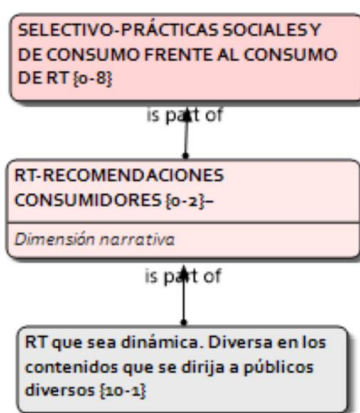 SELECTIVO-PRÁCTICAS SOCIALES Y
DE CONSUMO FRENTE AL CONSUMO
DE RT {0-8}
is part of
RT-RECOMENDACIONES
CONSUMIDORES {0-2}~
Dimensión narrativa
is part of
RT que sea dinámica. Diversa en los
contenidos que se dirija a públicos
diversos {10-1}